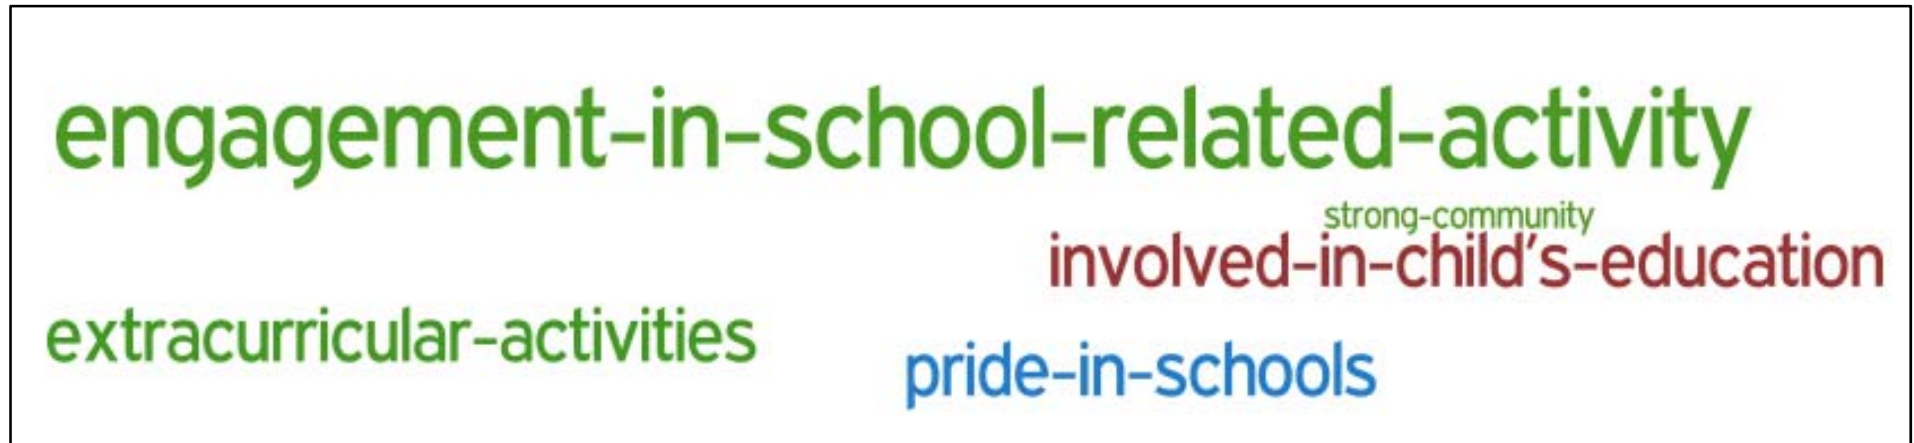 engagement-in-school-related-activity
strong-community
involved-in-child's-education
extracurricular-activities
pride-in-schools